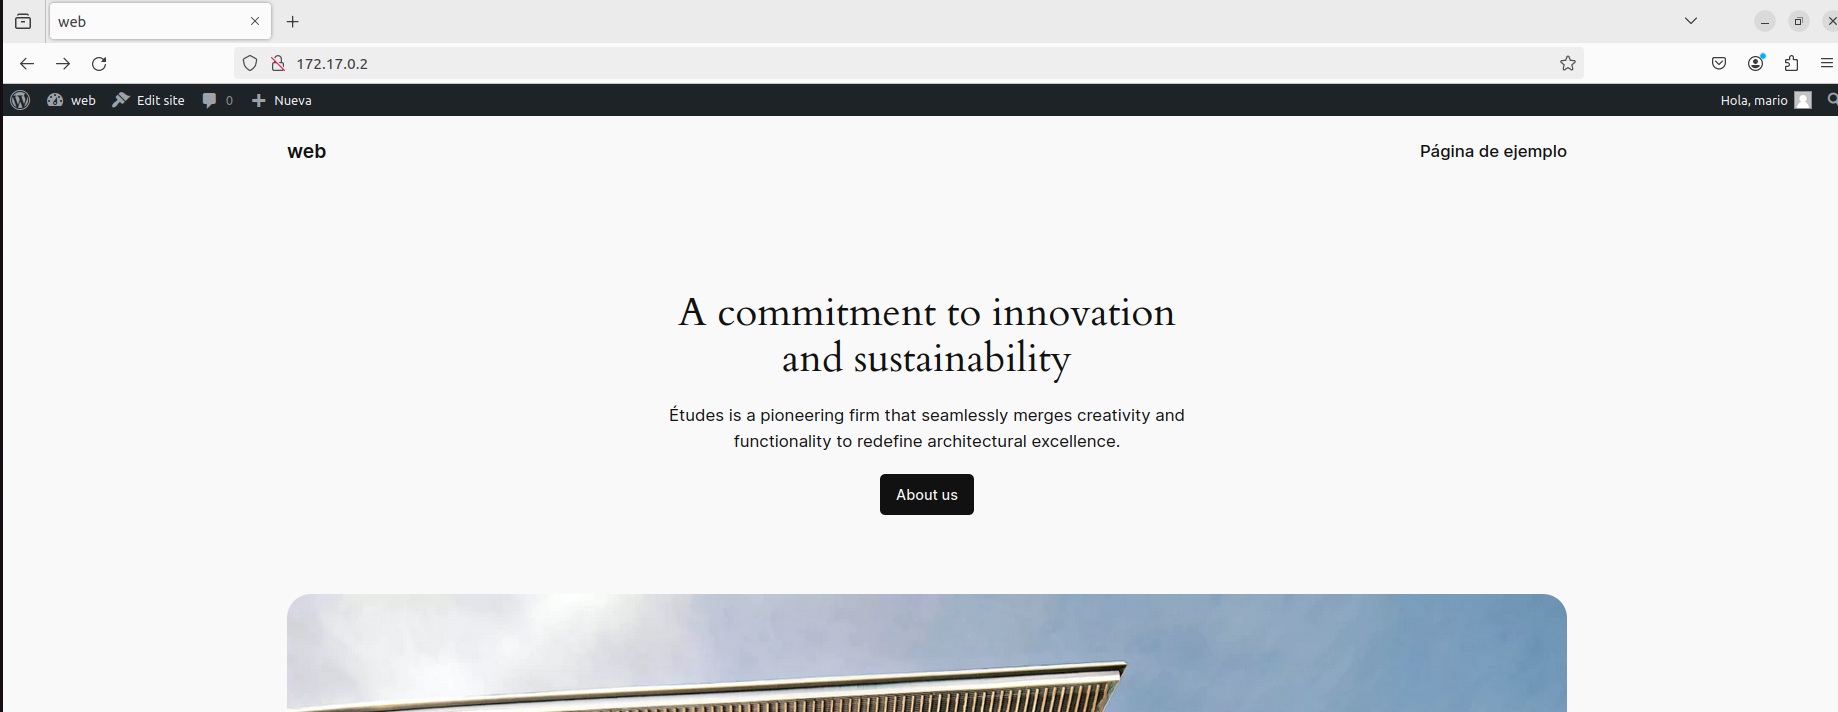 web
172.17.0.2
web Edit site 0 Nueva Hola, mario
web Página de ejemplo
A commitment to innovation
and sustainability
Études is a pioneering firm that seamlessly merges creativity and
functionality to redefine architectural excellence.
About us